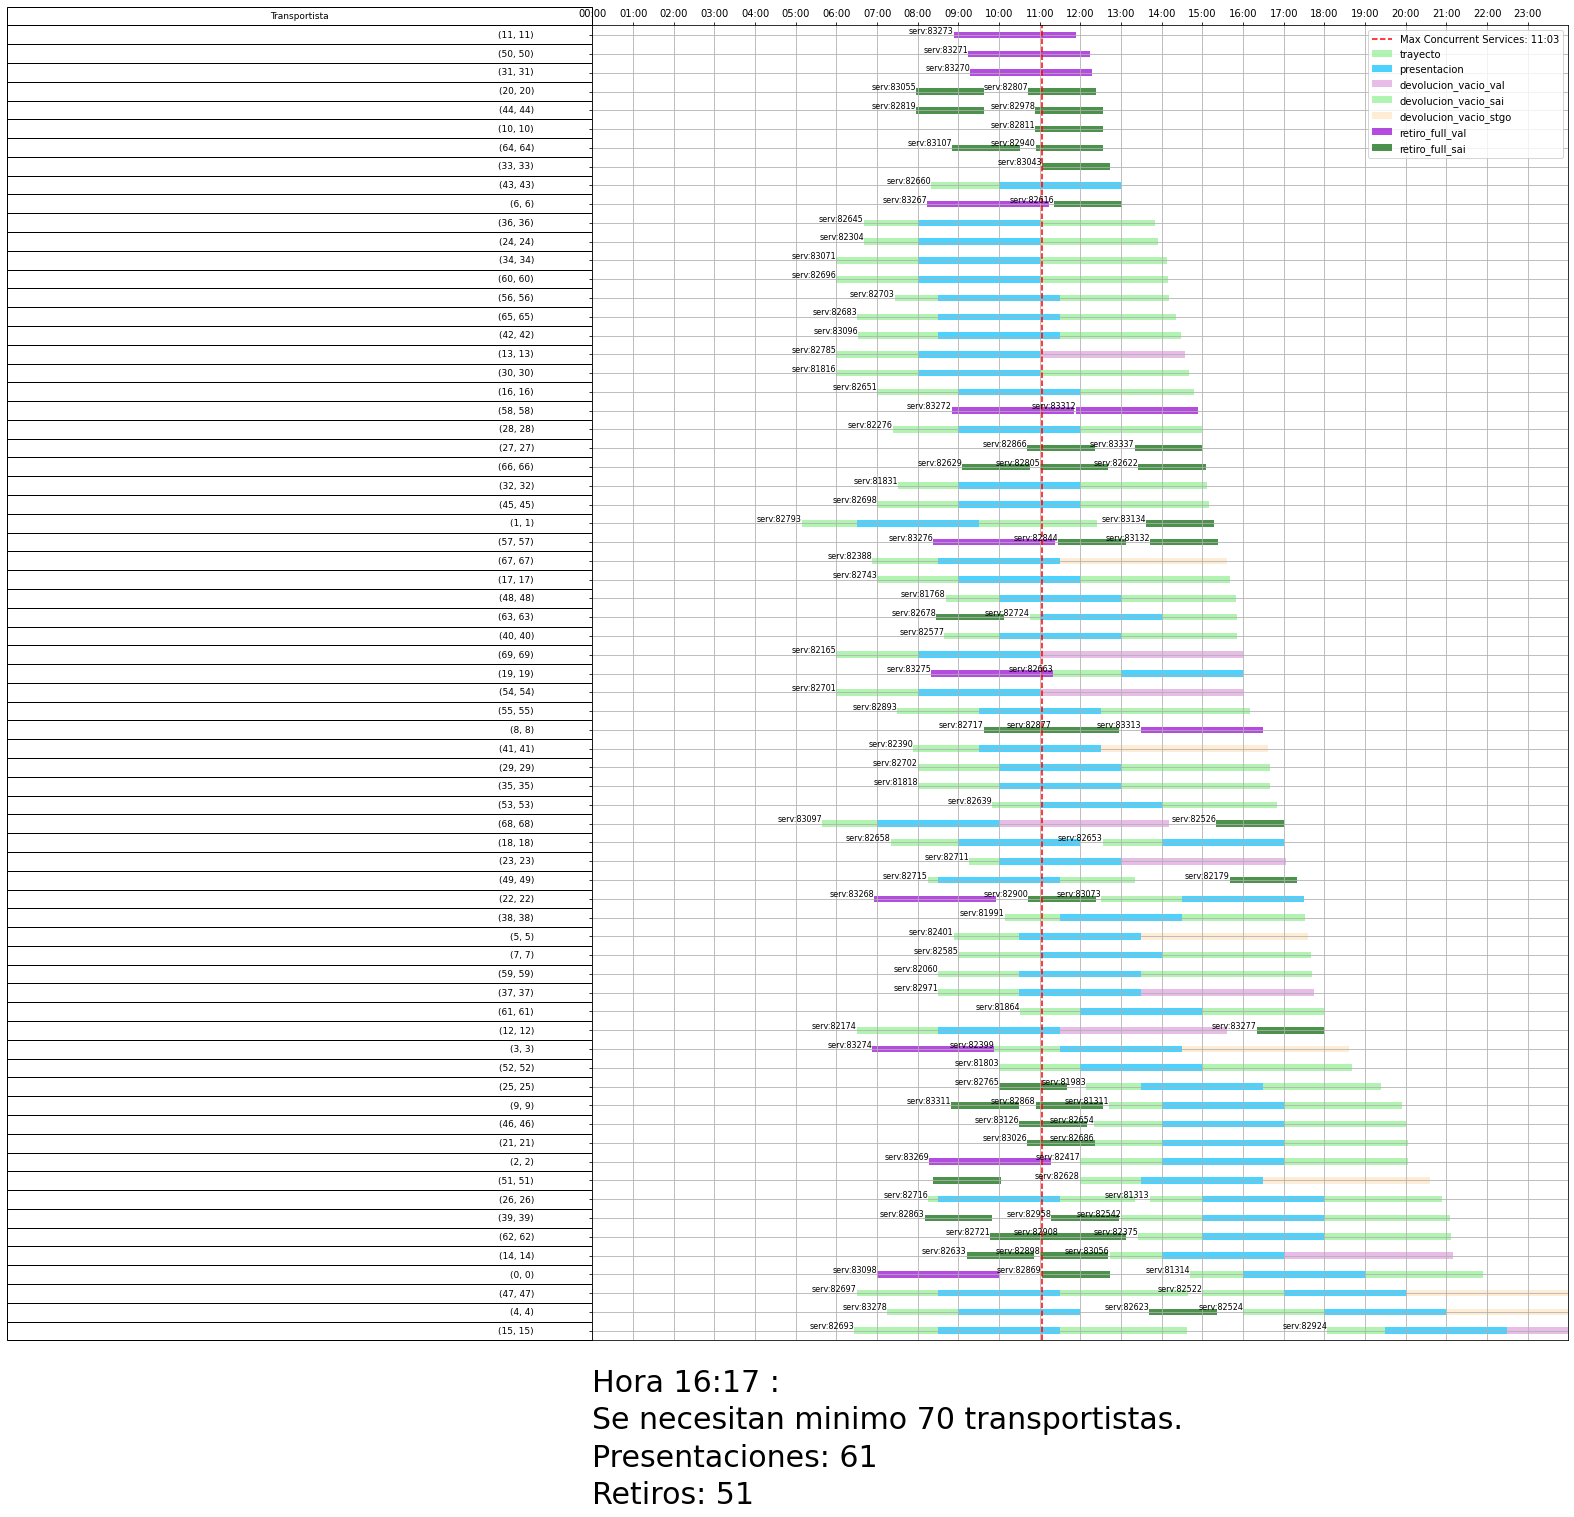 Transportista
00:00 01:00 02:00 03:00 04:00 05:00 06:00 07:00 08:00 09:00 10:00 11:00 12:00 13:00 14:00 15:00 16:00 17:00 18:00 19:00 20:00 21:00 22:00 23:00
Max Concurrent Services: 11:03
trayecto
presentacion
devolucion_vacio_val
devolucion_vacio_sai
devolucion_vacio_stgo
retiro_full_val
retiro_full_sai
(11, 11) serv:83273
(50, 50) serv:83271
(31, 31) serv:83270
(20, 20) serv:83055 serv:82807
(44, 44) serv:82819 serv:82978
(10, 10) serv:82811
(64, 64) serv:83107 serv:82940
(33, 33) serv:83043
(43, 43) serv:82660
(6, 6) serv:83267 serv:82616
(36, 36) serv:82645
(24, 24) serv:82304
(34, 34) serv:83071
(60, 60) serv:82696
(56, 56) serv:82703
(65, 65) serv:82683
(42, 42) serv:83096
(13, 13) serv:82785
(30, 30) serv:81816
(16, 16) serv:82651
(58, 58) serv:83272 serv:83312
(28, 28) serv:82276
(27, 27) serv:82866 serv:83337
(66, 66) serv:82629 serv:82805 serv:82622
(32, 32) serv:81831
(45, 45) serv:82698
(1, 1) serv:82793 serv:83134
(57, 57) serv:83276 serv:82844 serv:83132
(67, 67) serv:82388
(17, 17) serv:82743
(48, 48) serv:81768
(63, 63) serv:82678 serv:82724
(40, 40) serv:82577
(69, 69) serv:82165
(19, 19) serv:83275 serv:82663
(54, 54) serv:82701
(55, 55) serv:82893
(8, 8) serv:82717 serv:82877 serv:83313
(41, 41) serv:82390
(29, 29) serv:82702
(35, 35) serv:81818
(53, 53) serv:82639
(68, 68) serv:83097 serv:82526
(18, 18) serv:82658 serv:82653
(23, 23) serv:82711
(49, 49) serv:82715 serv:82179
(22, 22) serv:83268 serv:82900 serv:83073
(38, 38) serv:81991
(5, 5) serv:82401
(7, 7) serv:82585
(59, 59) serv:82060
(37, 37) serv:82971
(61, 61) serv:81864
(12, 12) serv:82174 serv:83277
(3, 3) serv:83274 serv:82399
(52, 52) serv:81803
(25, 25) serv:82765 serv:81983
(9, 9) serv:83311 serv:82868 serv:81311
(46, 46) serv:83126 serv:82654
(21, 21) serv:83026 serv:82686
(2, 2) serv:83269 serv:82417
(51, 51) serv:82628
(26, 26) serv:82716 serv:81313
(39, 39) serv:82863 serv:82958 serv:82542
(62, 62) serv:82721 serv:82908 serv:82375
(14, 14) serv:82633 serv:82898 serv:83056
(0, 0) serv:83098 serv:82869 serv:81314
(47, 47) serv:82697 serv:82522
(4, 4) serv:83278 serv:82623 serv:82524
(15, 15) serv:82693 serv:82924
Hora 16:17 :
Se necesitan minimo 70 transportistas.
Presentaciones: 61
Retiros: 51